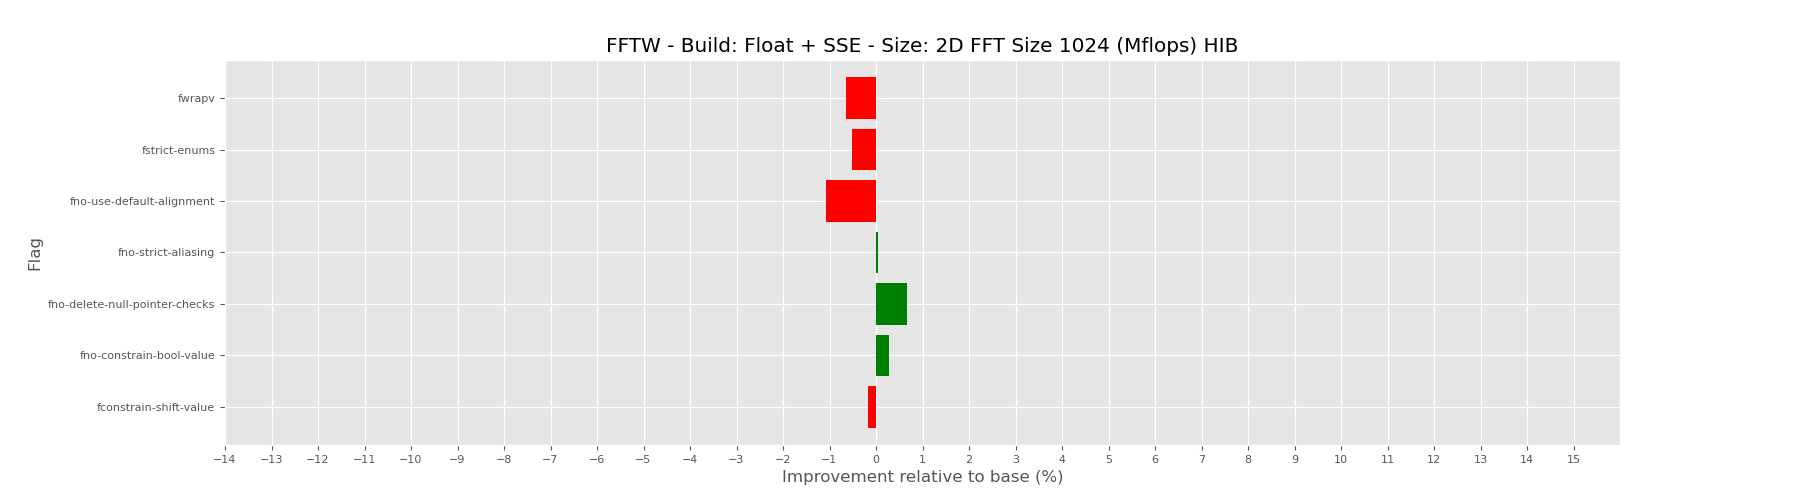 FFTW - Build: Float + SSE - Size: 2D FFT Size 1024 (Mflops) HIB
Flag
fwrapv
fstrict-enums
fno-use-default-alignment
fno-strict-aliasing
fno-delete-null-pointer-checks
fno-constrain-bool-value
fconstrain-shift-value
−14 −13 −12 −11 −10 −9 −8 −7 −6 −5 −4 −3 −2 −1 0 1 2 3 4 5 6 7 8 9 10 11 12 13 14 15
Improvement relative to base (%)